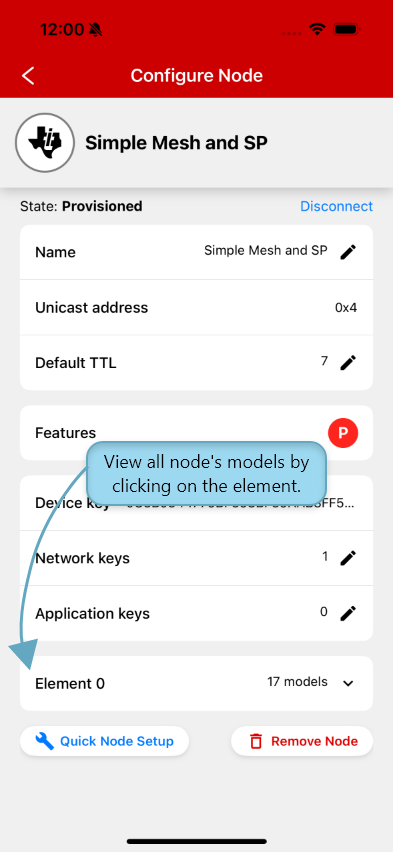 12:00
Configure Node
Simple Mesh and SP
State: Provisioned
Disconnect
Name
Simple Mesh and SP
Unicast address
0x4
Default TTL
7
Features
P
View all node's models by
clicking on the element.
Device key
Network keys
1
Application keys
0
Element 0
17 models
Quick Node Setup
Remove Node